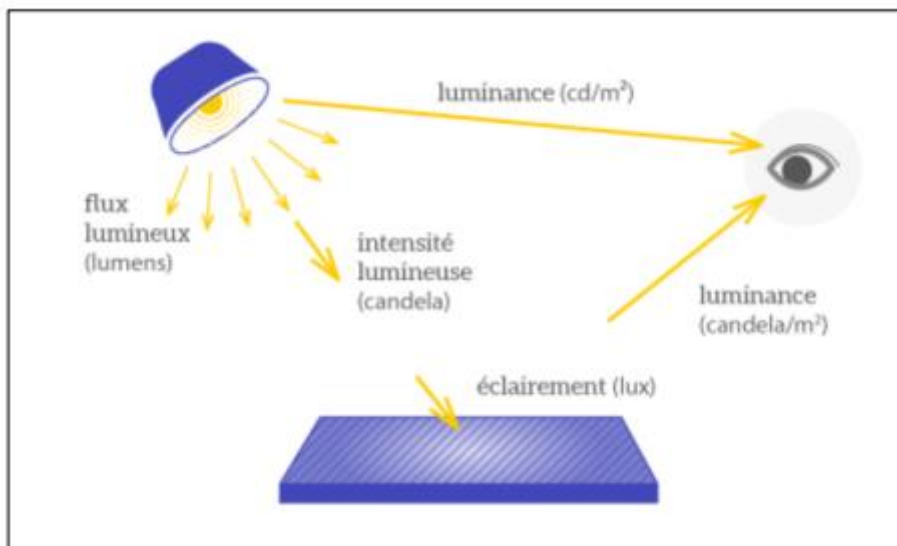 luminance (cd/m²)
flux
lumineux
(lumens)
intensité
lumineuse
(candela)
luminance
(candela/m²)
éclairement (lux)